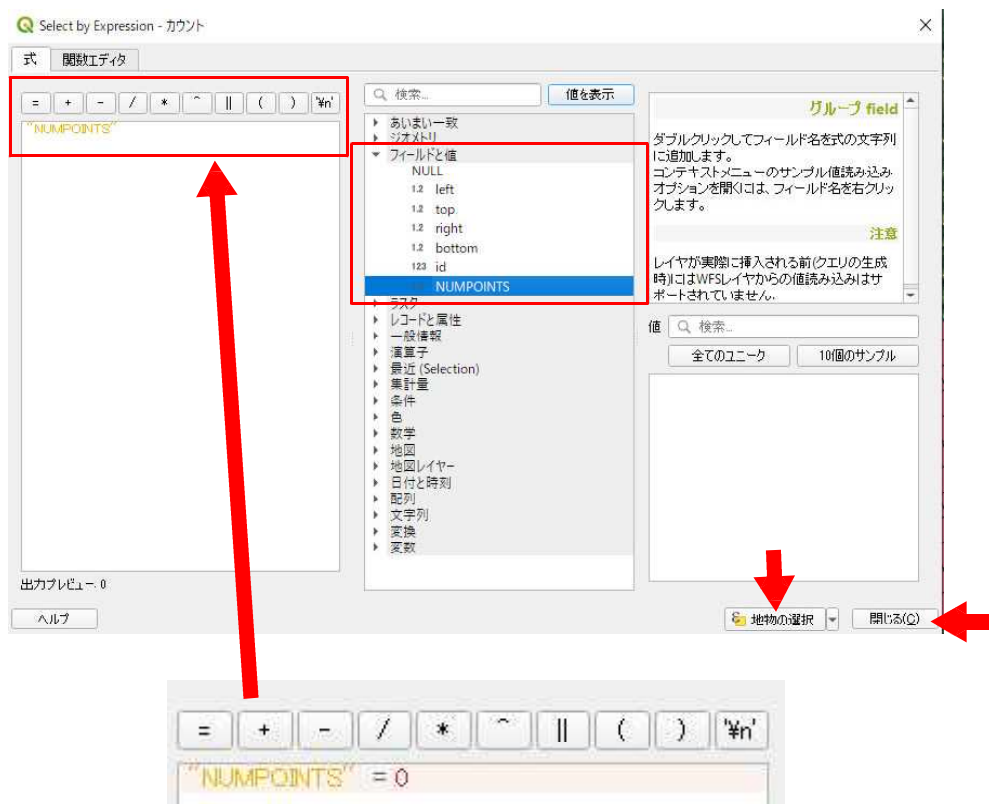 Select by Expression - カウント
式 関数エディタ
= + - / * ^ || ( ) '¥n'
"NUMPOINTS"
出力プレビュー: 0
ヘルプ
検索... 値を表示
あいまい一致
ジオメトリ
フィールドと値
NULL
1.2 left
1.2 top
1.2 right
1.2 bottom
123 id
NUMPOINTS
ラスタ
レコードと属性
一般情報
演算子
最近 (Selection)
集計量
条件
色
数学
地図
地図レイヤー
日付と時刻
配列
文字列
変換
変数
グループ field
ダブルクリックしてフィールド名を式の文字列
に追加します。
コンテキストメニューのサンプル値読み込み
オプションを開くには、フィールド名を右クリッ
クします。
注意
レイヤが実際に挿入される前(クエリの生成
時)にはWFSレイヤからの値読み込みはサ
ポートされていません.
値 検索...
全てのユニーク 10個のサンプル
地物の選択 閉じる(C)
= + - / * ^ || ( ) '¥n'
"NUMPOINTS" = 0